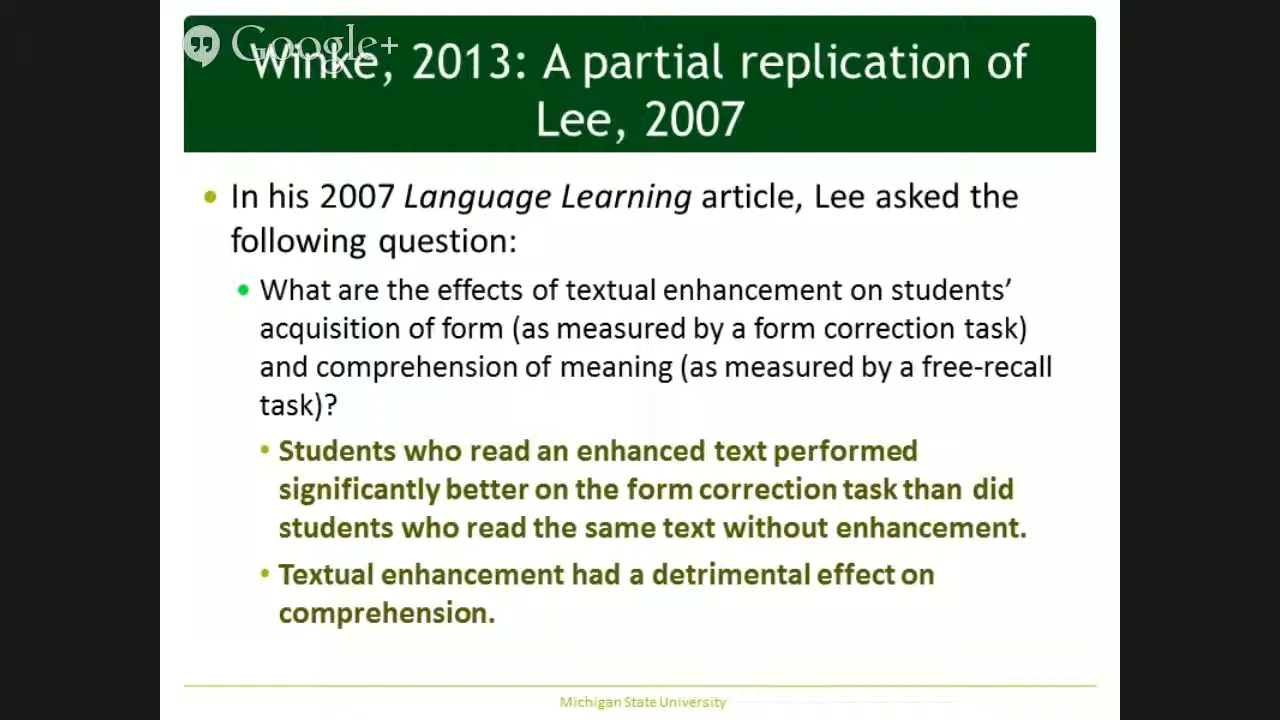 Google+
Winke, 2013: A partial replication of
Lee, 2007
• In his 2007 Language Learning article, Lee asked the
following question:
• What are the effects of textual enhancement on students’
acquisition of form (as measured by a form correction task)
and comprehension of meaning (as measured by a free-recall
task)?
• Students who read an enhanced text performed
significantly better on the form correction task than did
students who read the same text without enhancement.
• Textual enhancement had a detrimental effect on
comprehension.
Michigan State University